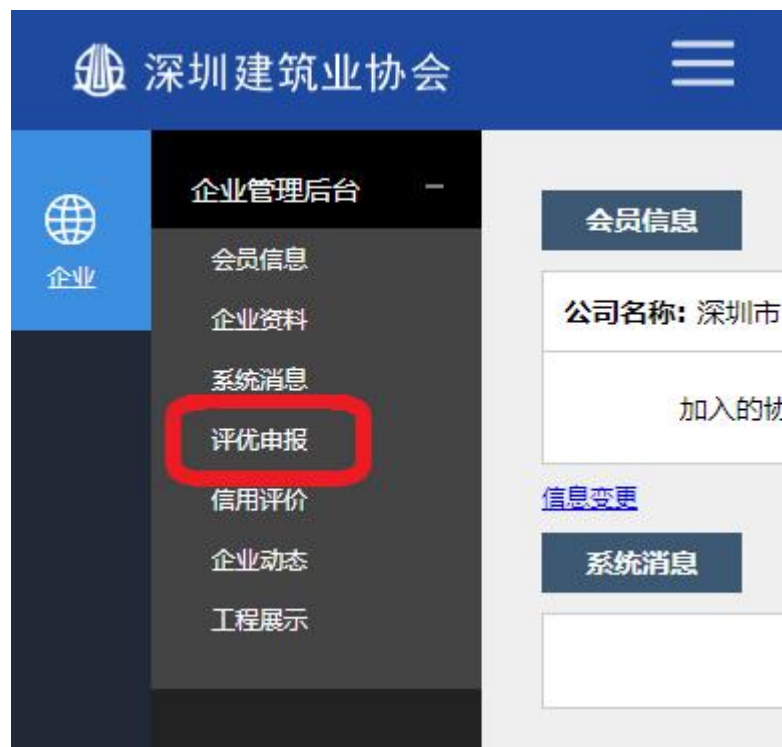 深圳建筑业协会
企业
企业管理后台
会员信息
企业资料
系统消息
评优申报
信用评价
企业动态
工程展示
会员信息
公司名称: 深圳市
加入的协
信息变更
系统消息